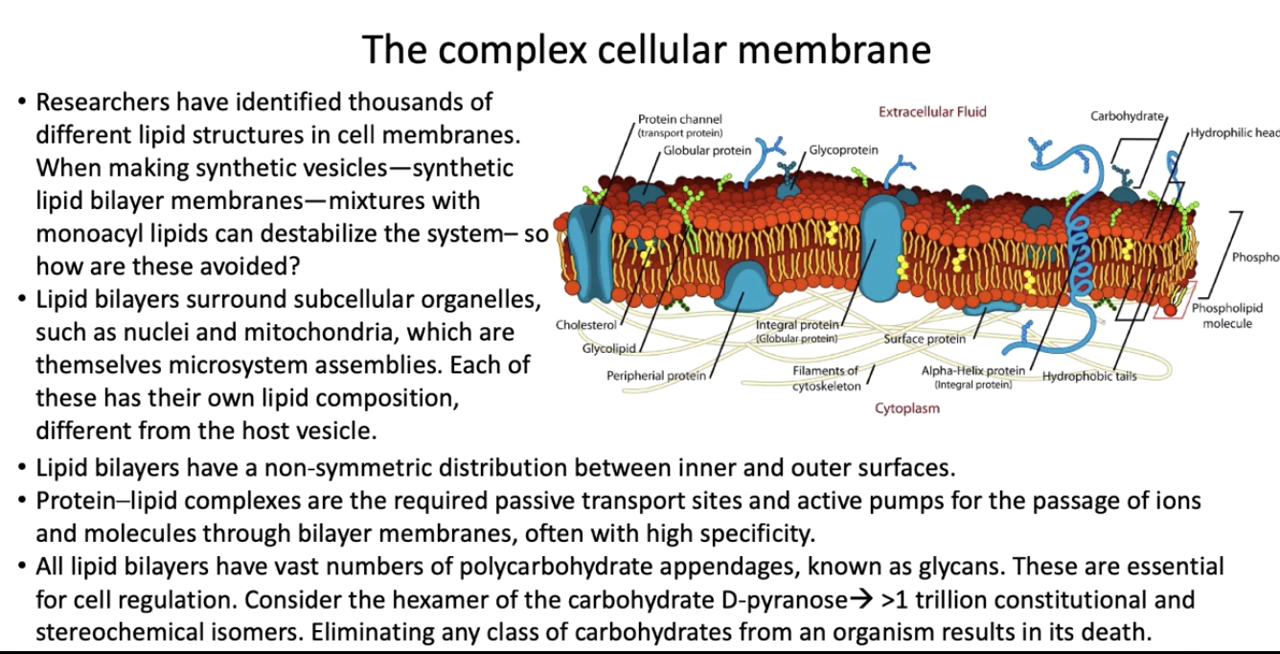 The complex cellular membrane
• Researchers have identified thousands of
different lipid structures in cell membranes.
When making synthetic vesicles—synthetic
lipid bilayer membranes—mixtures with
monoacyl lipids can destabilize the system– so
how are these avoided?
• Lipid bilayers surround subcellular organelles,
such as nuclei and mitochondria, which are
themselves microsystem assemblies. Each of
these has their own lipid composition,
different from the host vesicle.
• Lipid bilayers have a non-symmetric distribution between inner and outer surfaces.
• Protein–lipid complexes are the required passive transport sites and active pumps for the passage of ions
and molecules through bilayer membranes, often with high specificity.
• All lipid bilayers have vast numbers of polycarbohydrate appendages, known as glycans. These are essential
for cell regulation. Consider the hexamer of the carbohydrate D-pyranose→ >1 trillion constitutional and
stereochemical isomers. Eliminating any class of carbohydrates from an organism results in its death.
Extracellular Fluid
Protein channel
(transport protein)
Globular protein
Glycoprotein
Carbohydrate
Hydrophilic head
Phospho
Phospholipid
molecule
Cholesterol
Glycolipid
Peripherial protein
Integral protein
(Globular protein)
Filaments of
cytoskeleton
Surface protein
Alpha-Helix protein
(Integral protein)
Hydrophobic tails
Cytoplasm